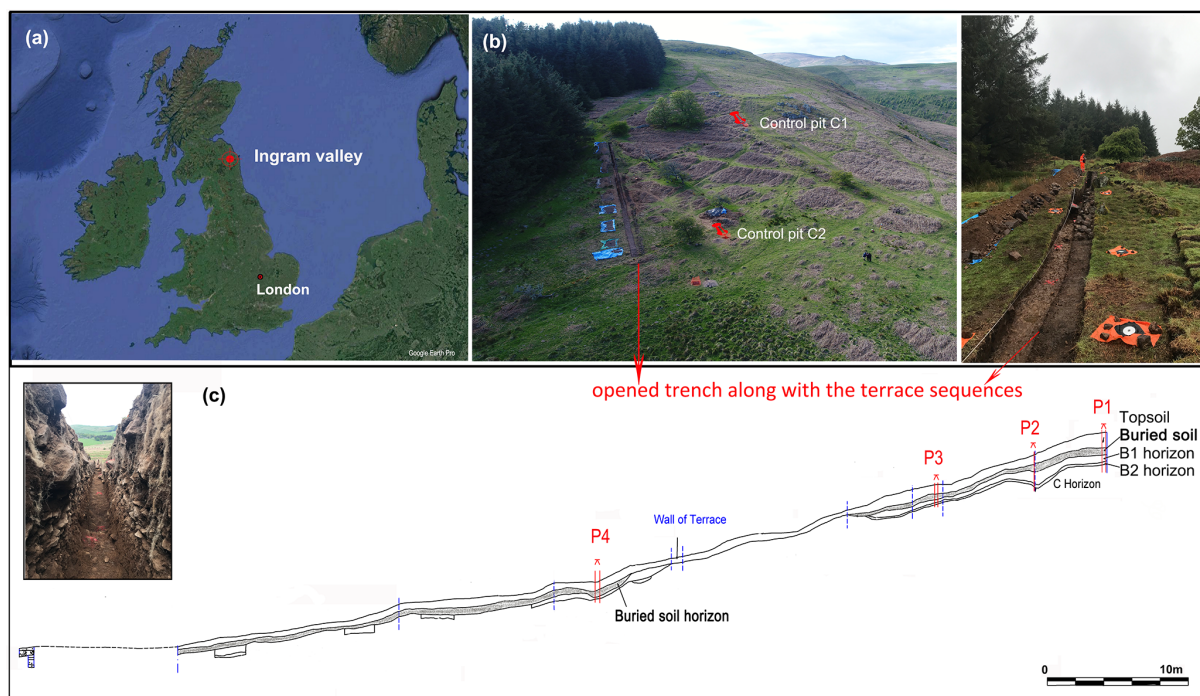 (a)
Ingram valley
London
Google Earth Pro
(b)
Control pit C1
Control pit C2
opened trench along with the terrace sequences
(c)
P1
Topsoil
Buried soil
B1 horizon
B2 horizon
P2
C Horizon
P3
Wall of Terrace
P4
Buried soil horizon
0 10m